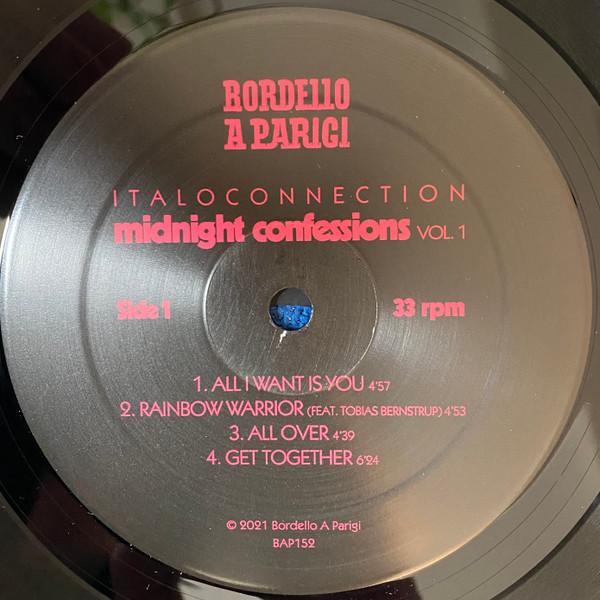 BORDELLO
A PARIGI
ITALOCONNECTION
midnight confessions VOL. 1
Side 1 33 rpm
1. ALL I WANT IS YOU 4'57
2. RAINBOW WARRIOR (FEAT. TOBIAS BERNSTRUP) 4'53
3. ALL OVER 4'39
4. GET TOGETHER 6'24
© 2021 Bordello A Parigi
BAP152